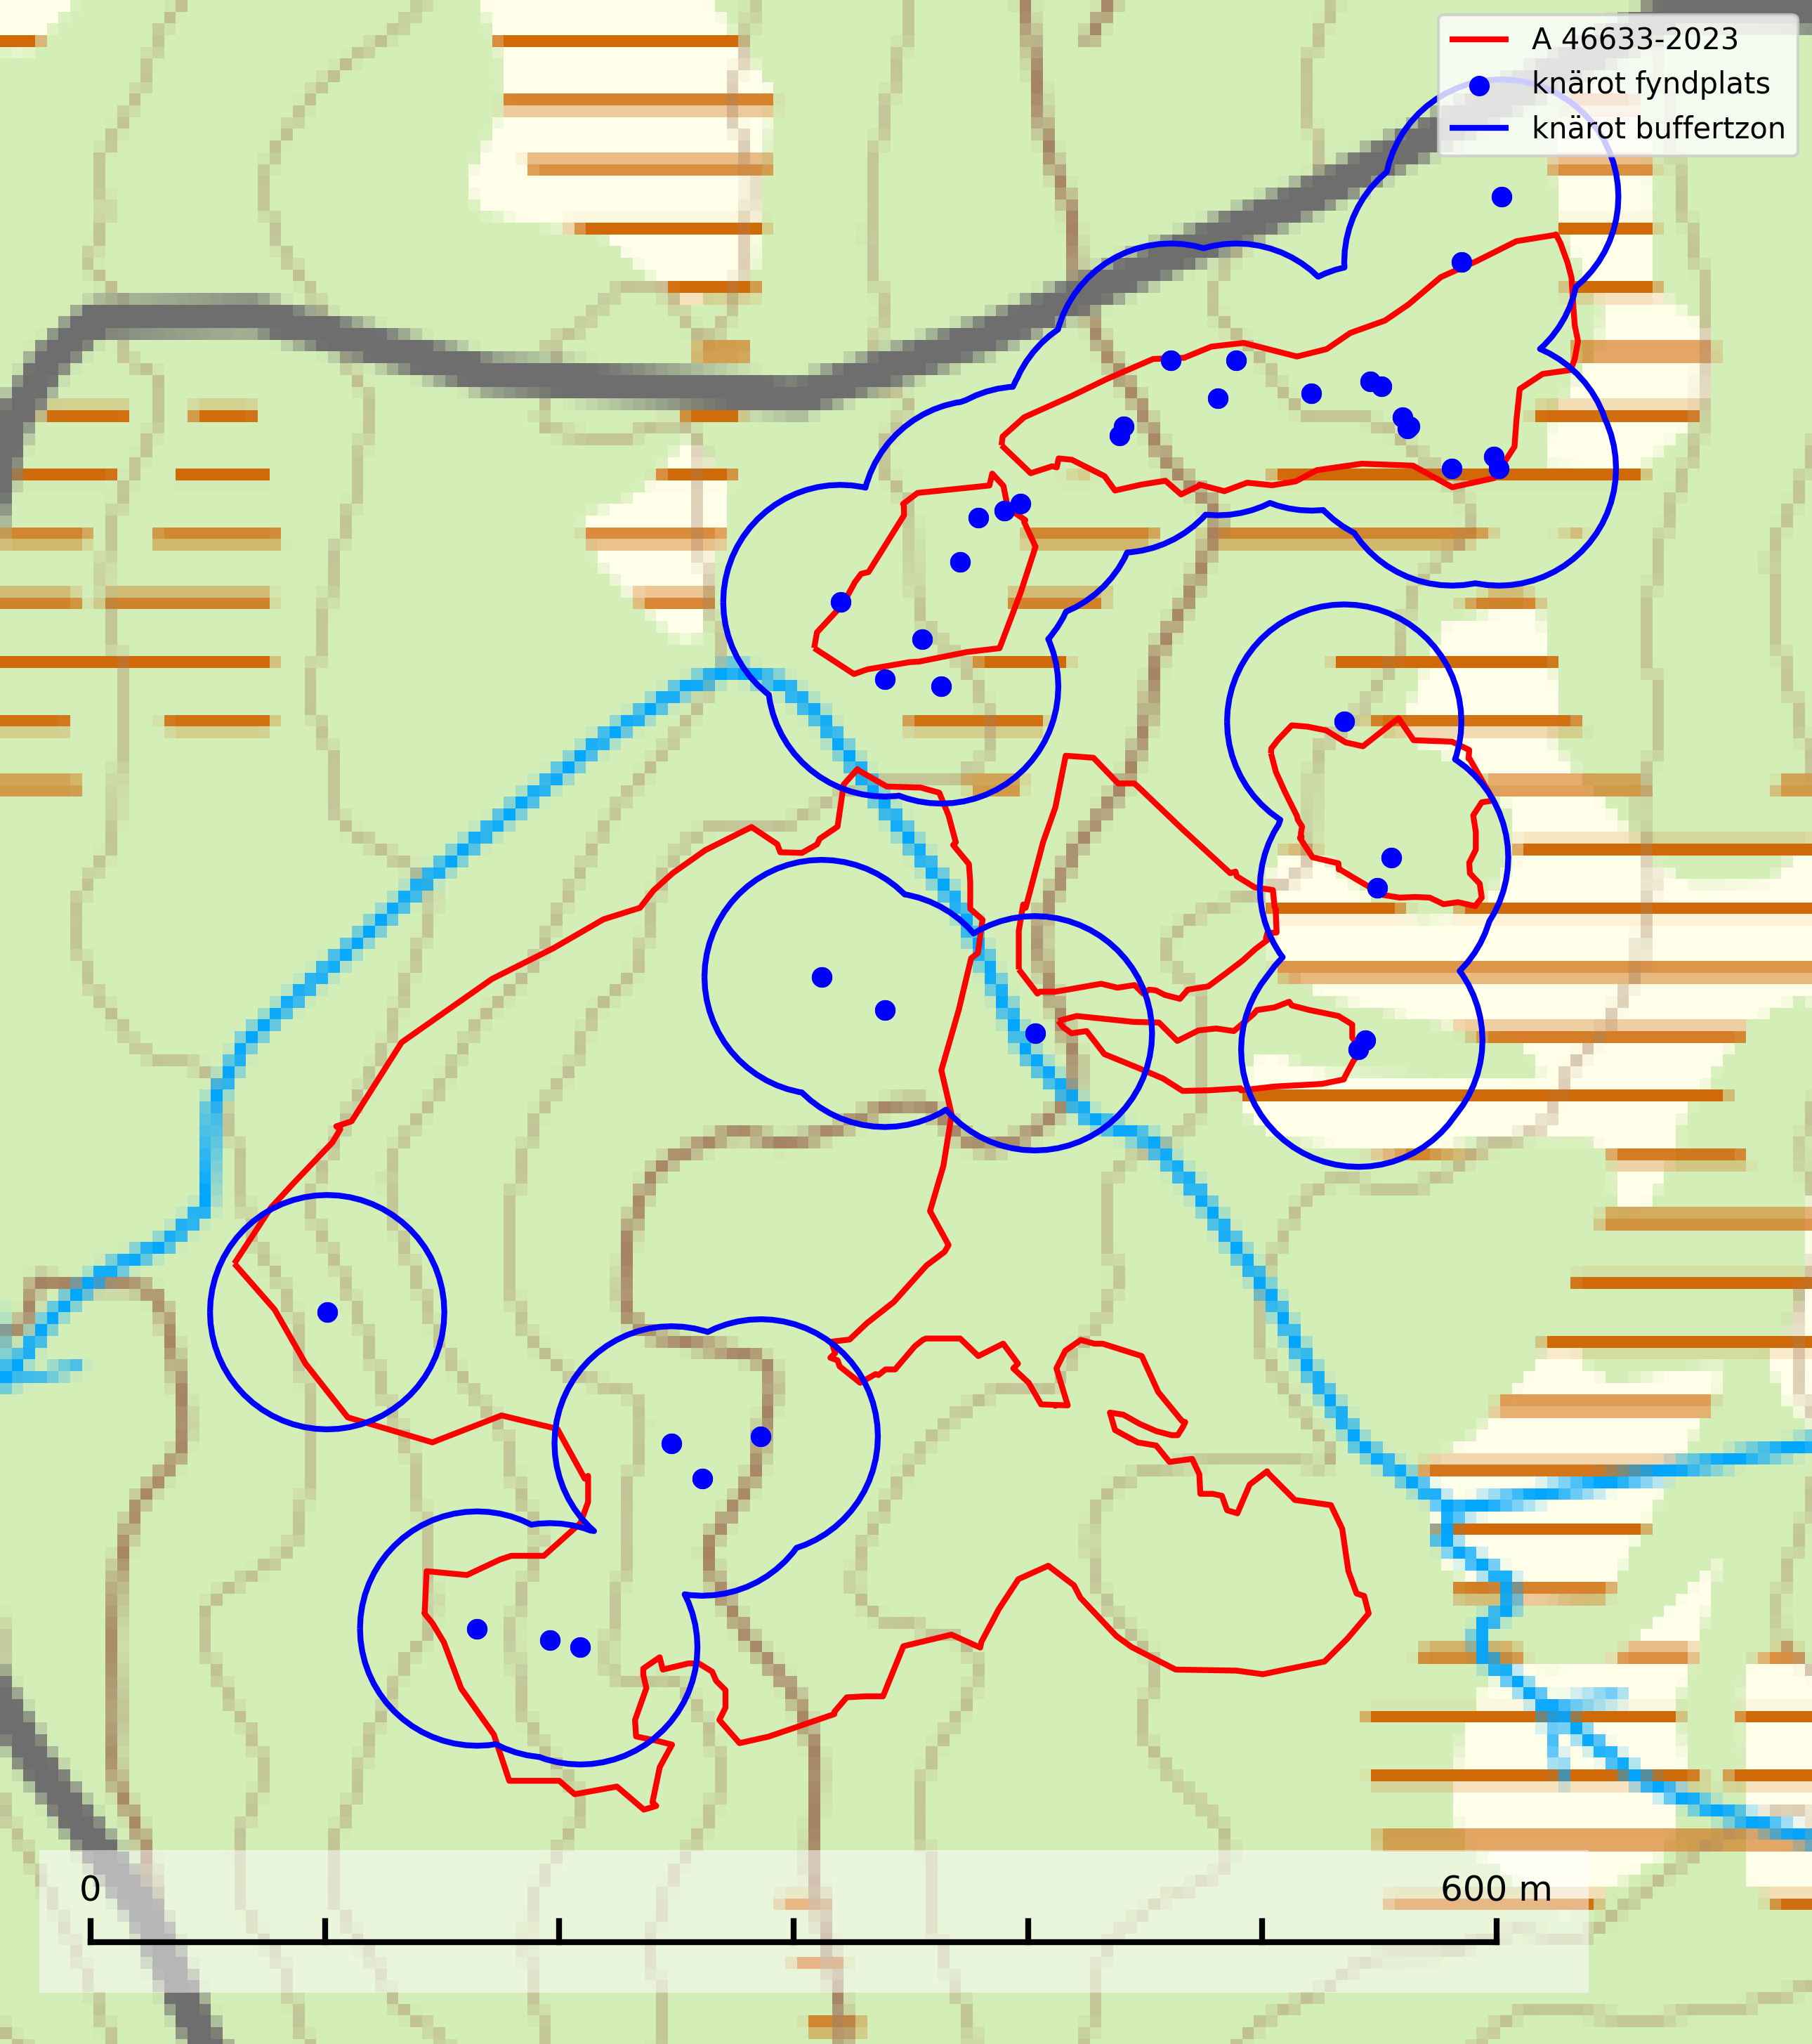 A 46633-2023
knärot fyndplats
knärot buffertzon
0
600 m